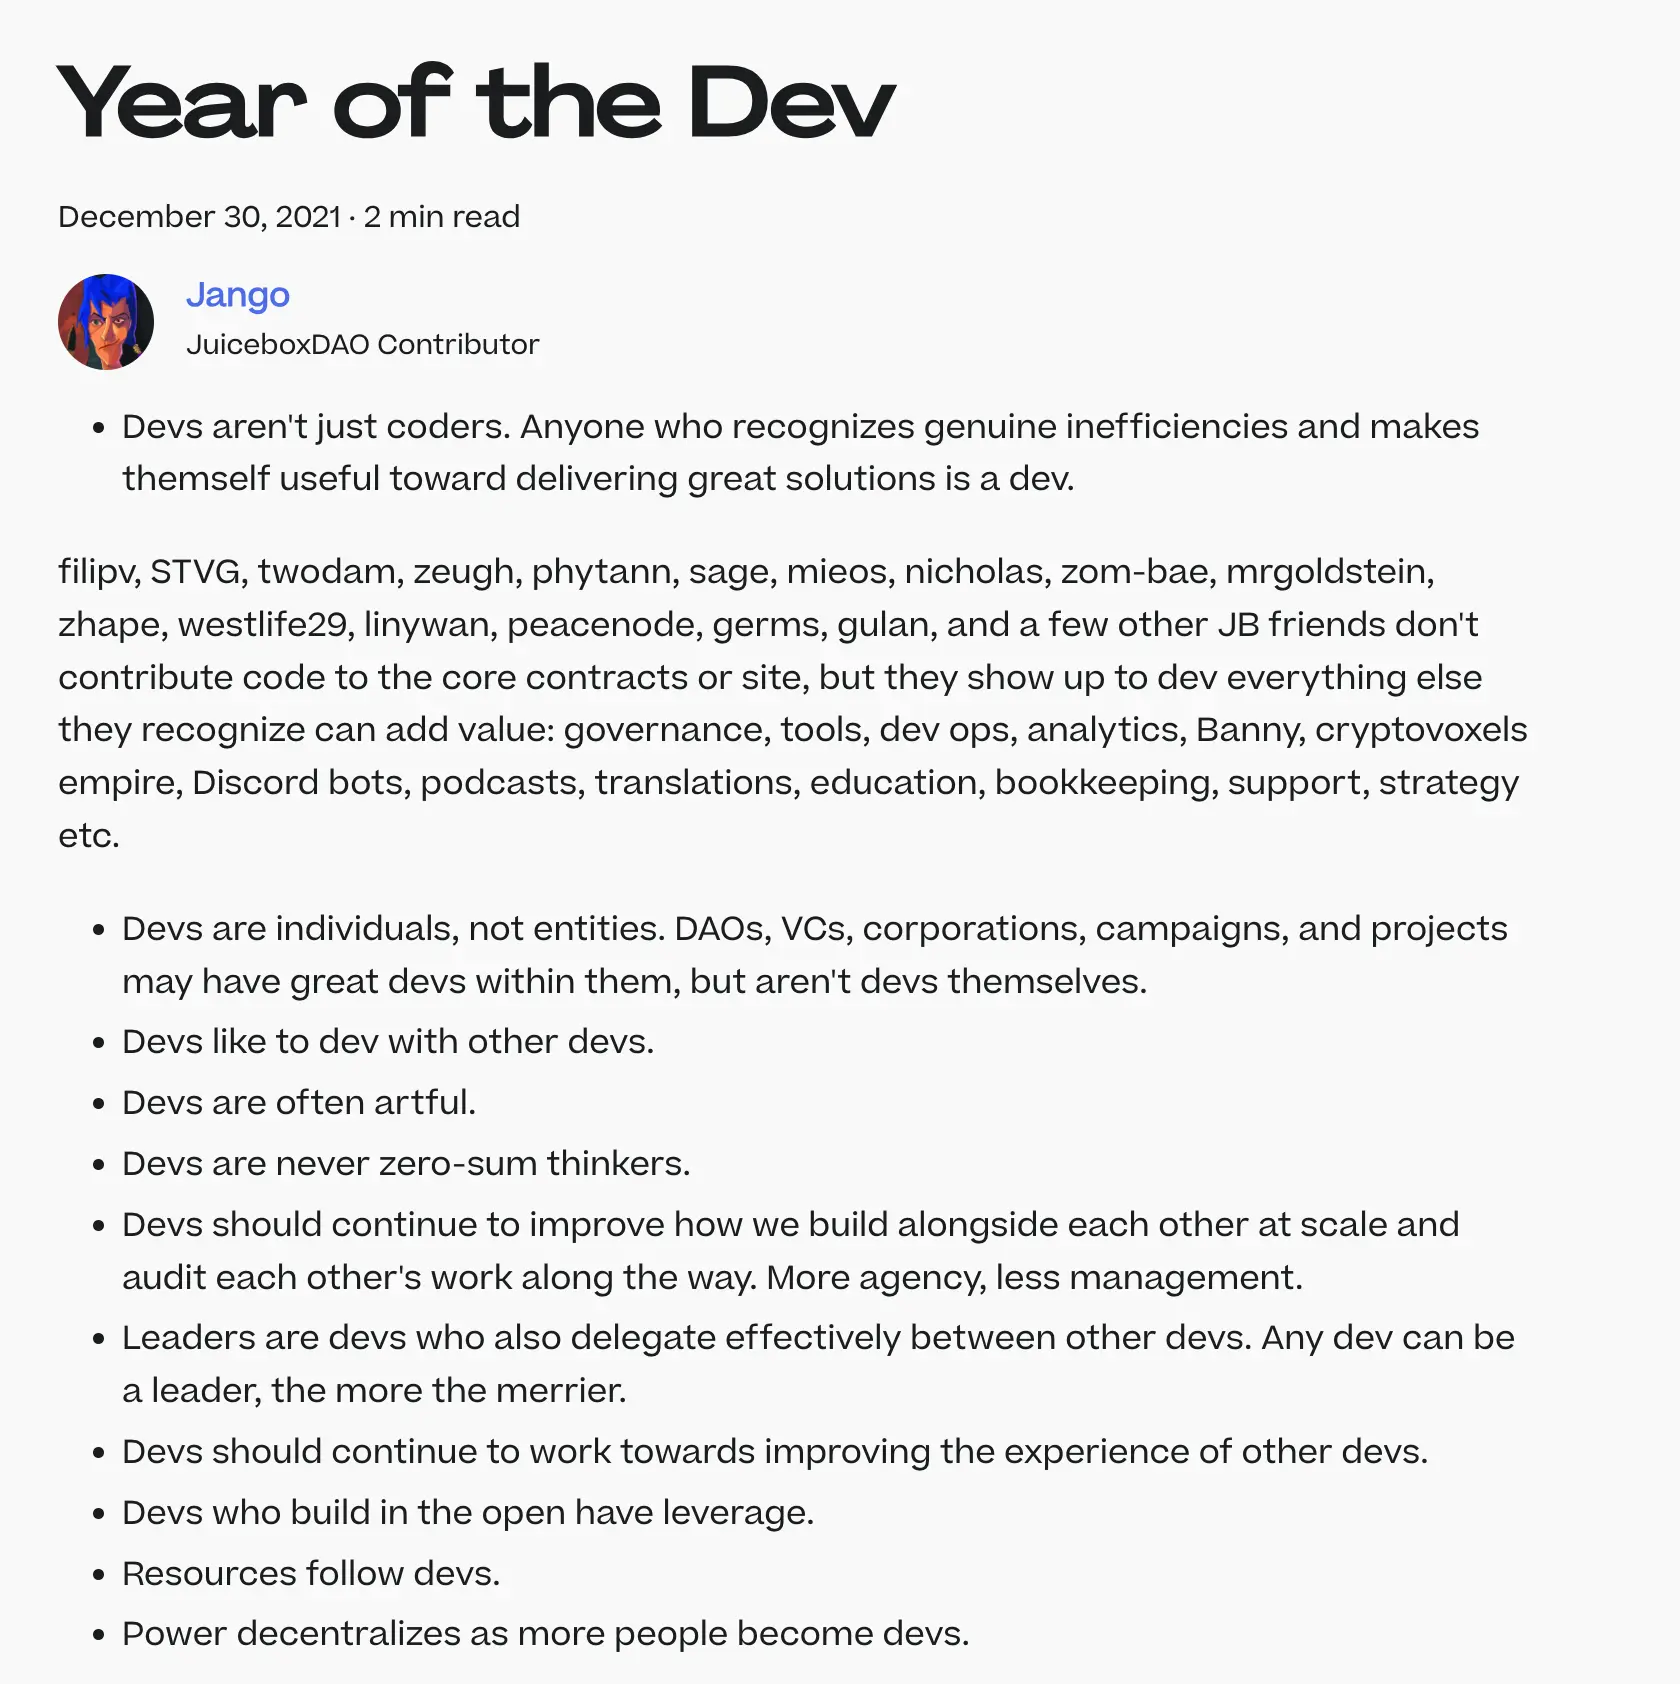 Year of the Dev
December 30, 2021 · 2 min read
Jango
JuiceboxDAO Contributor
• Devs aren't just coders. Anyone who recognizes genuine inefficiencies and makes
themself useful toward delivering great solutions is a dev.
filipv, STVG, twodam, zeugh, phytann, sage, mieos, nicholas, zom-bae, mrgoldstein,
zhape, westlife29, linywan, peacenode, germs, gulan, and a few other JB friends don't
contribute code to the core contracts or site, but they show up to dev everything else
they recognize can add value: governance, tools, dev ops, analytics, Banny, cryptovoxels
empire, Discord bots, podcasts, translations, education, bookkeeping, support, strategy
etc.
• Devs are individuals, not entities. DAOs, VCs, corporations, campaigns, and projects
may have great devs within them, but aren't devs themselves.
• Devs like to dev with other devs.
• Devs are often artful.
• Devs are never zero-sum thinkers.
• Devs should continue to improve how we build alongside each other at scale and
audit each other's work along the way. More agency, less management.
• Leaders are devs who also delegate effectively between other devs. Any dev can be
a leader, the more the merrier.
• Devs should continue to work towards improving the experience of other devs.
• Devs who build in the open have leverage.
• Resources follow devs.
• Power decentralizes as more people become devs.